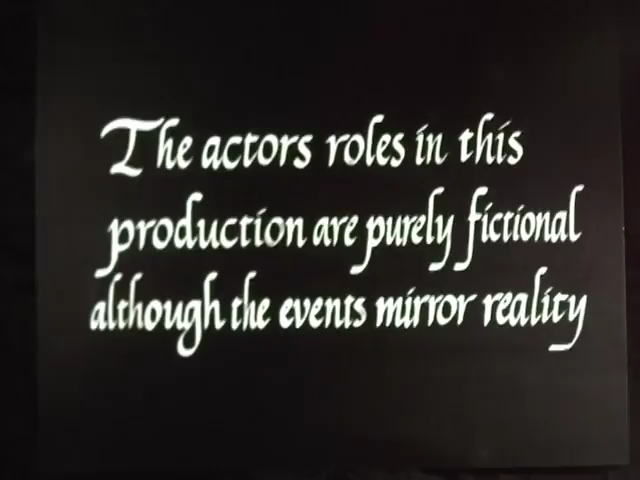 The actors roles in this
production are purely fictional
although the events mirror reality